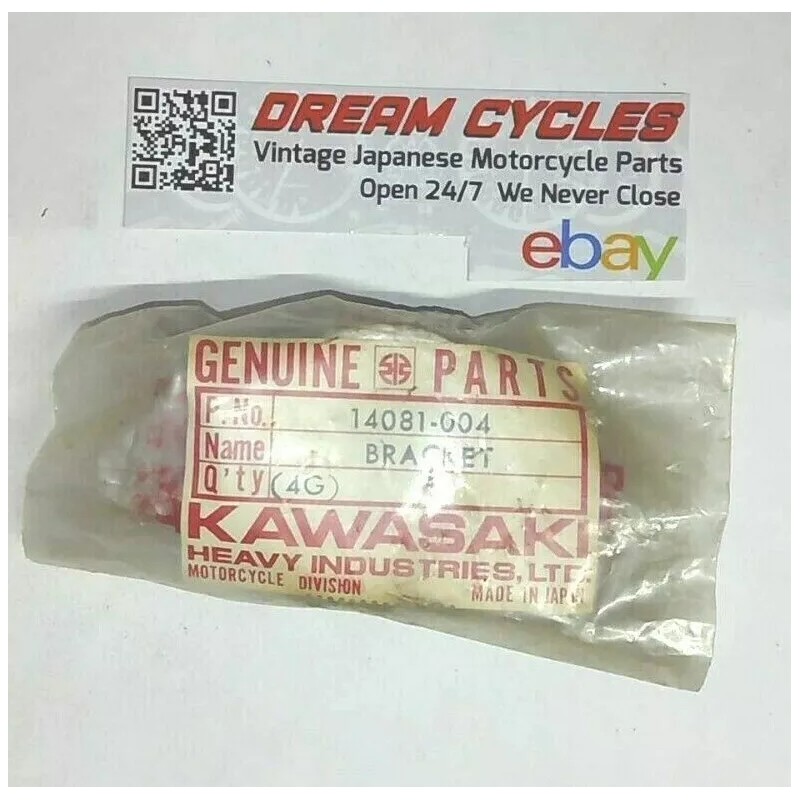 DREAM CYCLES
Vintage Japanese Motorcycle Parts
Open 24/7 We Never Close
ebay
GENUINE PARTS
P. No. 14081-004
Name BRACKET
Q'ty (4G)
KAWASAKI
HEAVY INDUSTRIES, LTD.
MOTORCYCLE DIVISION MADE IN JAPAN